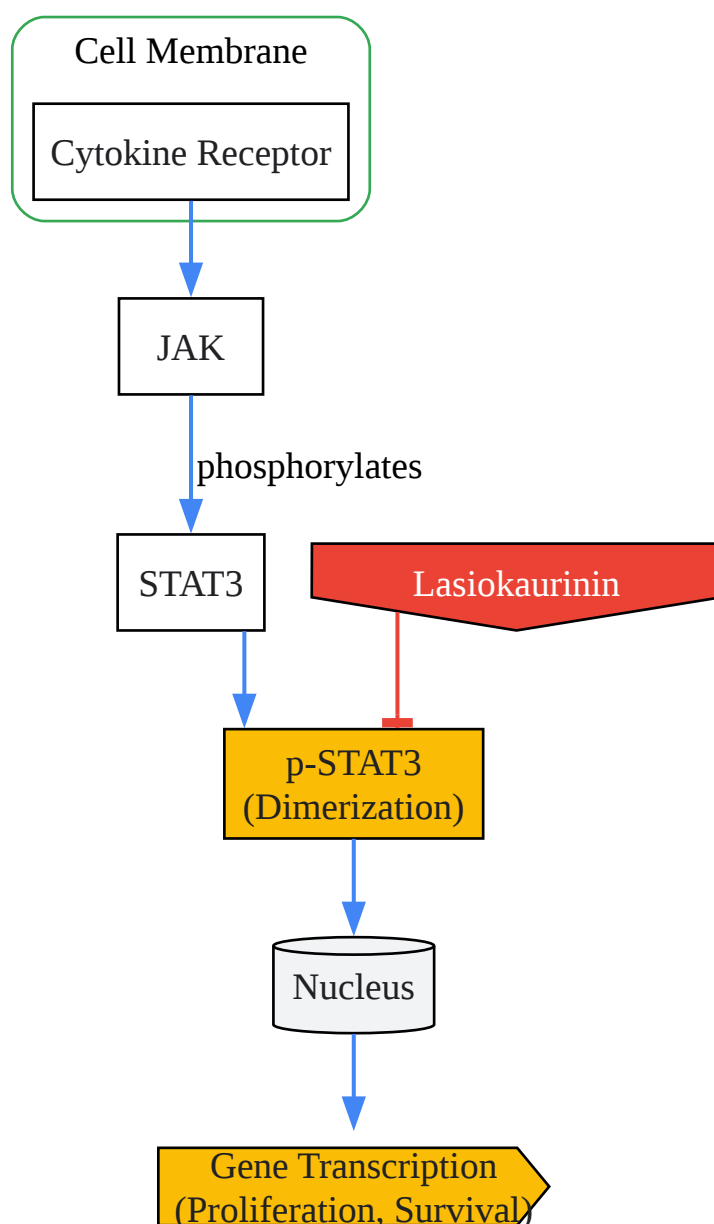 Cell Membrane
Cytokine Receptor
JAK
phosphorylates
STAT3
Lasiokaurinin
p-STAT3
(Dimerization)
Nucleus
Gene Transcription
(Proliferation, Survival)